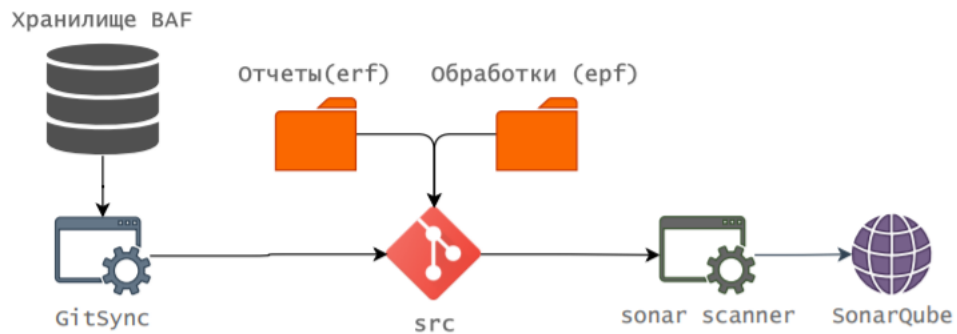 Хранилище BAF
Отчеты(erf)
Обработки (epf)
GitSync
src
sonar scanner
SonarQube